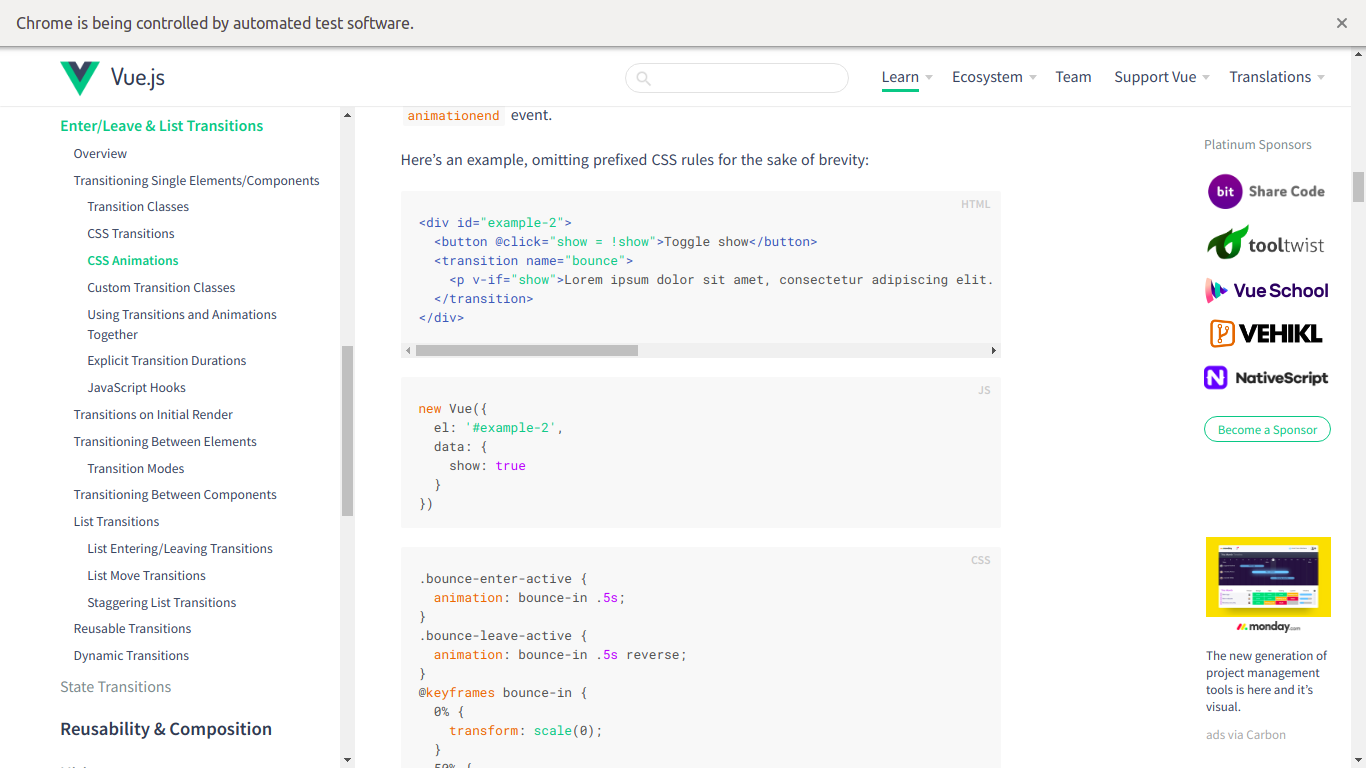 Chrome is being controlled by automated test software.
Vue.js
Learn
Ecosystem
Team
Support Vue
Translations
Enter/Leave & List Transitions
Overview
Transitioning Single Elements/Components
Transition Classes
CSS Transitions
CSS Animations
Custom Transition Classes
Using Transitions and Animations
Together
Explicit Transition Durations
JavaScript Hooks
Transitions on Initial Render
Transitioning Between Elements
Transition Modes
Transitioning Between Components
List Transitions
List Entering/Leaving Transitions
List Move Transitions
Staggering List Transitions
Reusable Transitions
Dynamic Transitions
State Transitions
Reusability & Composition
animationend event.
Here’s an example, omitting prefixed CSS rules for the sake of brevity:
HTML
<div id="example-2">
  <button @click="show = !show">Toggle show</button>
  <transition name="bounce">
    <p v-if="show">Lorem ipsum dolor sit amet, consectetur adipiscing elit.
  </transition>
</div>
JS
new Vue({
  el: '#example-2',
  data: {
    show: true
  }
})
CSS
.bounce-enter-active {
  animation: bounce-in .5s;
}
.bounce-leave-active {
  animation: bounce-in .5s reverse;
}
@keyframes bounce-in {
  0% {
    transform: scale(0);
  }
  50% {
Platinum Sponsors
bit Share Code
tooltwist
Vue School
VEHIKL
NativeScript
Become a Sponsor
monday.com
The new generation of
project management
tools is here and it’s
visual.
ads via Carbon